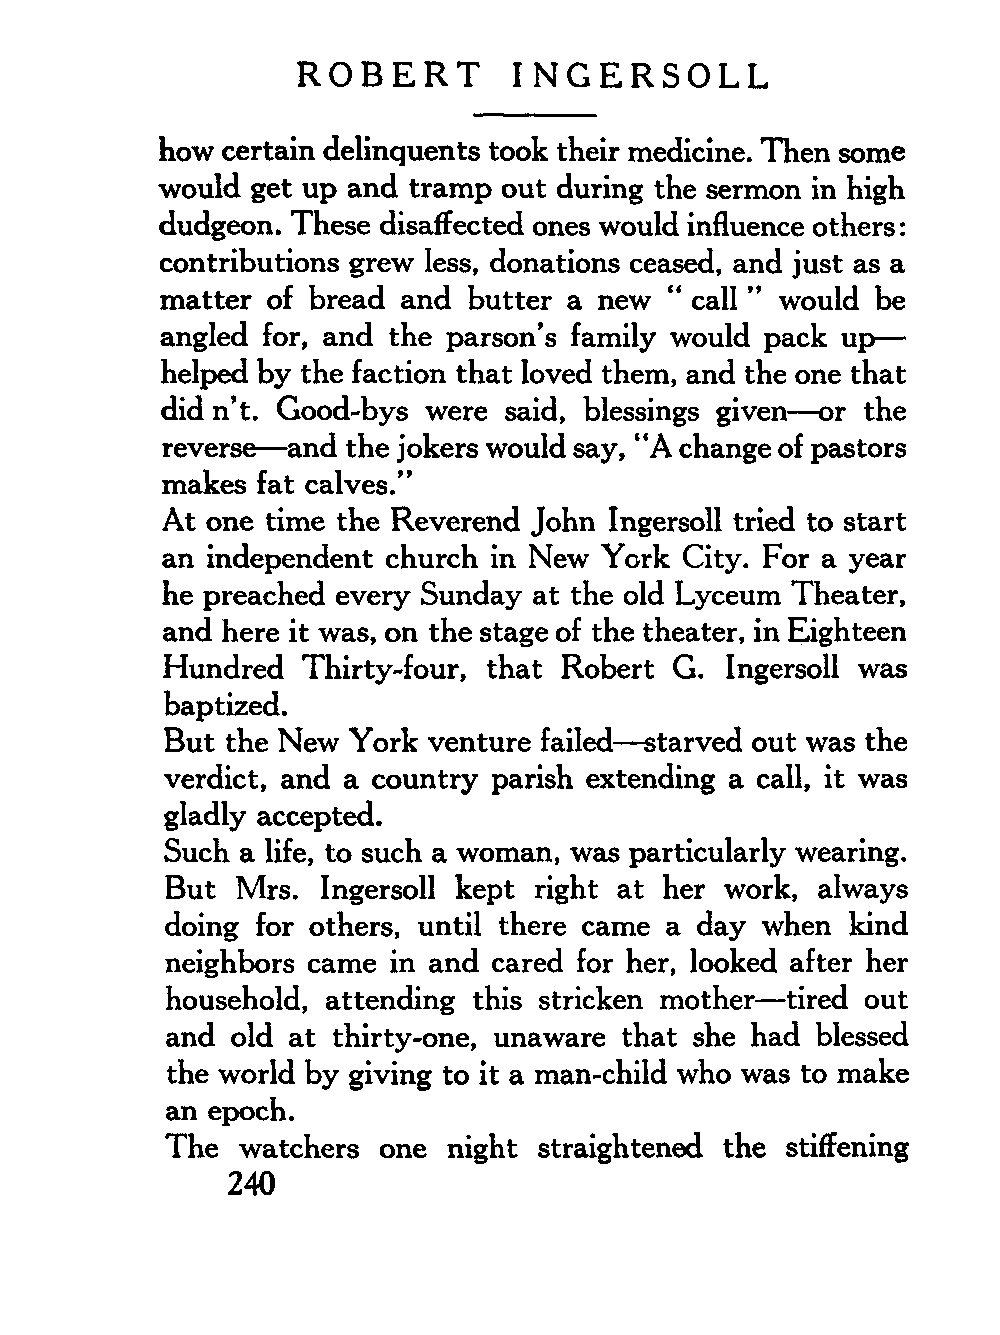 ROBERT INGERSOLL
how certain delinquents took their medicine. Then some
would get up and tramp out during the sermon in high
dudgeon. These disaffected ones would influence others:
contributions grew less, donations ceased, and just as a
matter of bread and butter a new “ call ” would be
angled for, and the parson’s family would pack up—
helped by the faction that loved them, and the one that
did n’t. Good-bys were said, blessings given—or the
reverse—and the jokers would say, “A change of pastors
makes fat calves.”
At one time the Reverend John Ingersoll tried to start
an independent church in New York City. For a year
he preached every Sunday at the old Lyceum Theater,
and here it was, on the stage of the theater, in Eighteen
Hundred Thirty-four, that Robert G. Ingersoll was
baptized.
But the New York venture failed—starved out was the
verdict, and a country parish extending a call, it was
gladly accepted.
Such a life, to such a woman, was particularly wearing.
But Mrs. Ingersoll kept right at her work, always
doing for others, until there came a day when kind
neighbors came in and cared for her, looked after her
household, attending this stricken mother—tired out
and old at thirty-one, unaware that she had blessed
the world by giving to it a man-child who was to make
an epoch.
The watchers one night straightened the stiffening
240